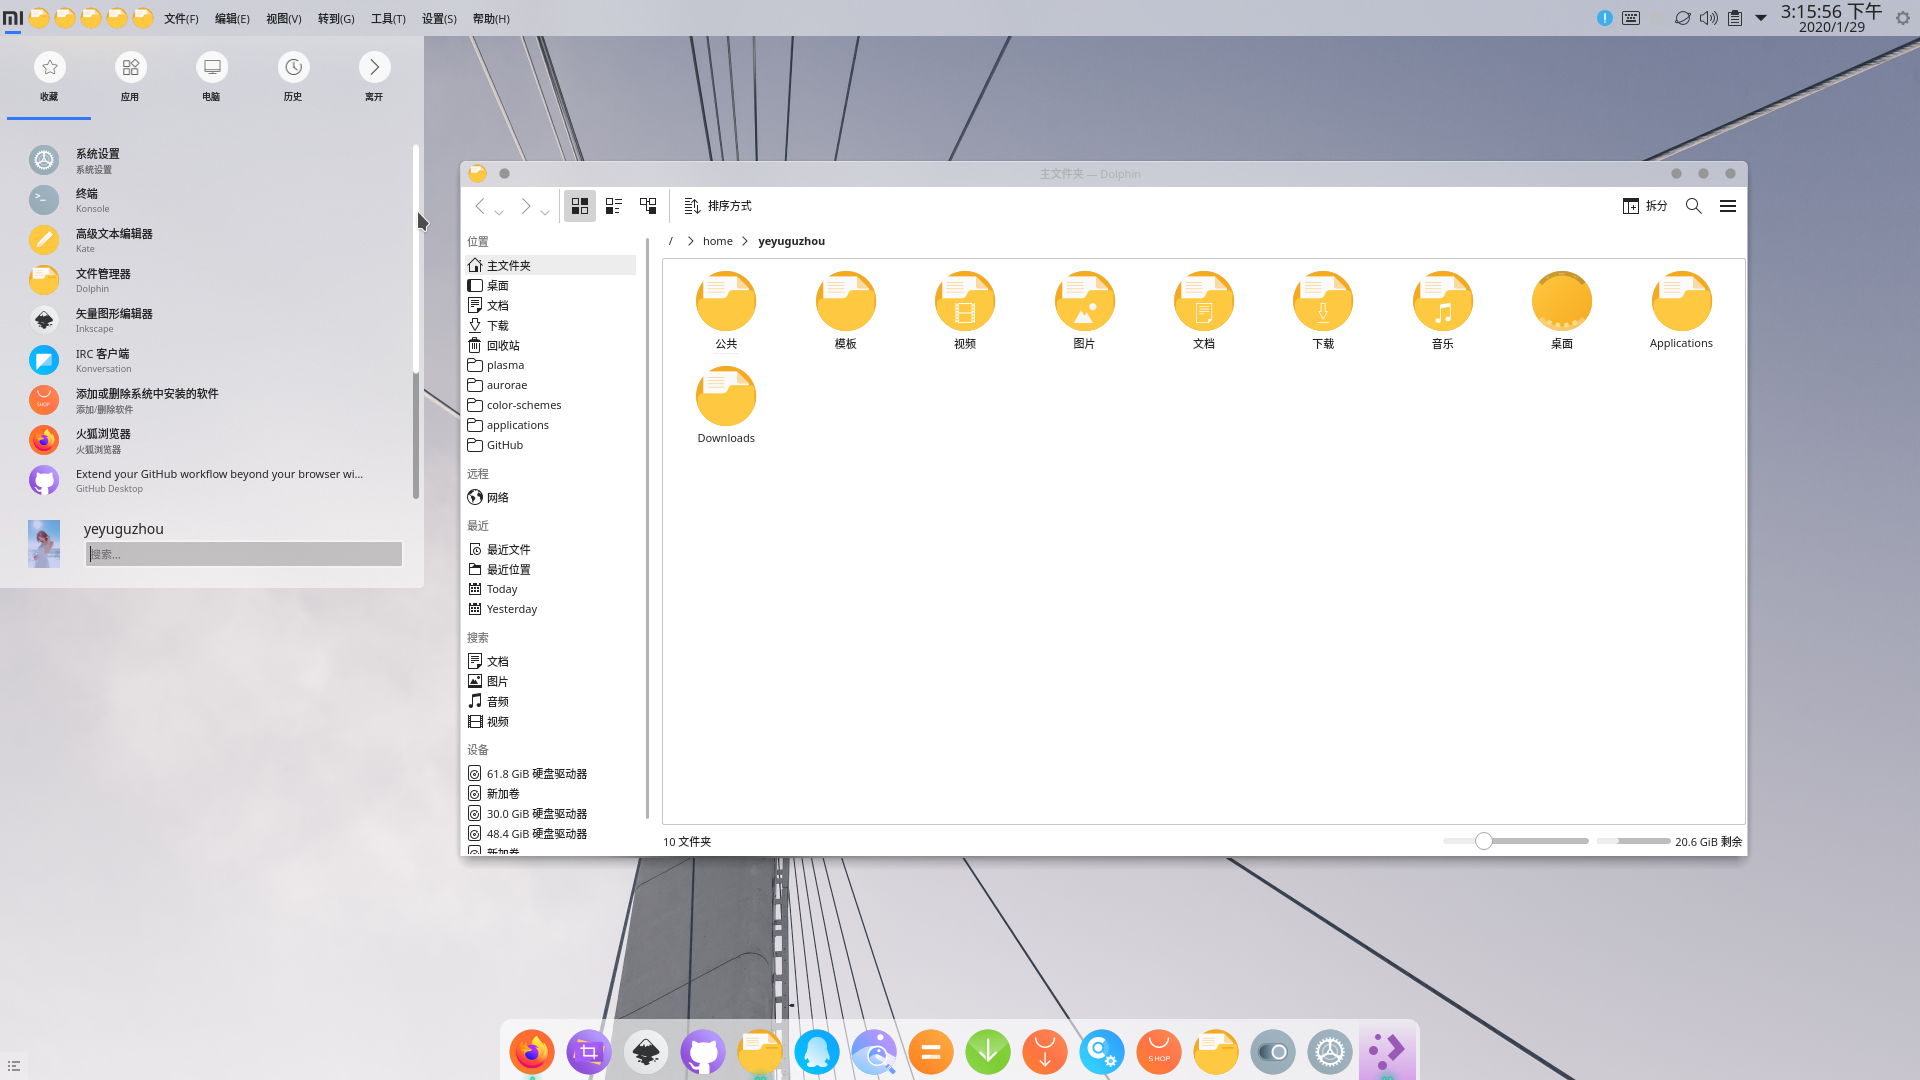 文件(F) 编辑(E) 视图(V) 转到(G) 工具(T) 设置(S) 帮助(H)
3:15:56 下午
2020/1/29
收藏 应用 电脑 历史 离开
系统设置
系统设置
终端
Konsole
高级文本编辑器
Kate
文件管理器
Dolphin
矢量图形编辑器
Inkscape
IRC 客户端
Konversation
添加或删除系统中安装的软件
添加/删除软件
火狐浏览器
火狐浏览器
Extend your GitHub workflow beyond your browser wi...
GitHub Desktop
yeyuguzhou
搜索...
主文件夹 — Dolphin
排序方式
拆分
/ home yeyuguzhou
位置
主文件夹
桌面
文档
下载
回收站
plasma
aurorae
color-schemes
applications
GitHub
远程
网络
最近
最近文件
最近位置
Today
Yesterday
搜索
文档
图片
音频
视频
设备
61.8 GiB 硬盘驱动器
新加卷
30.0 GiB 硬盘驱动器
48.4 GiB 硬盘驱动器
新加卷
公共 模板 视频 图片 文档 下载 音乐 桌面 Applications
Downloads
10 文件夹
20.6 GiB 剩余
SHOP